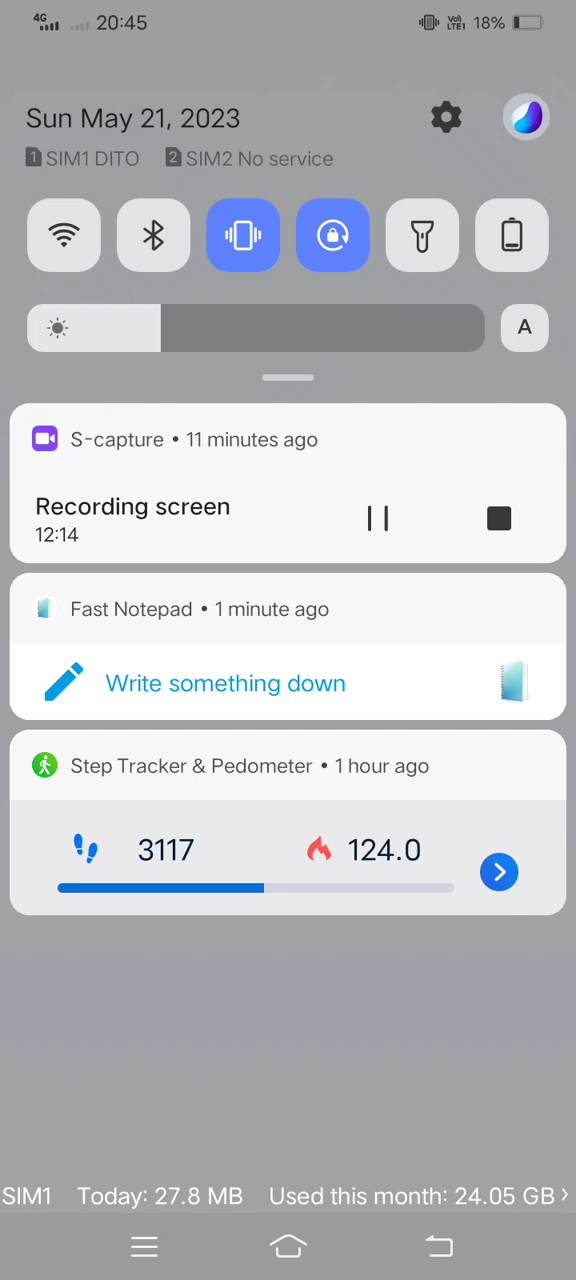 4G 20:45 VoI) LTE1 18%
Sun May 21, 2023
1 SIM1 DITO 2 SIM2 No service
A
S-capture • 11 minutes ago
Recording screen
12:14
Fast Notepad • 1 minute ago
Write something down
Step Tracker & Pedometer • 1 hour ago
3117 124.0
SIM1 Today: 27.8 MB Used this month: 24.05 GB ›